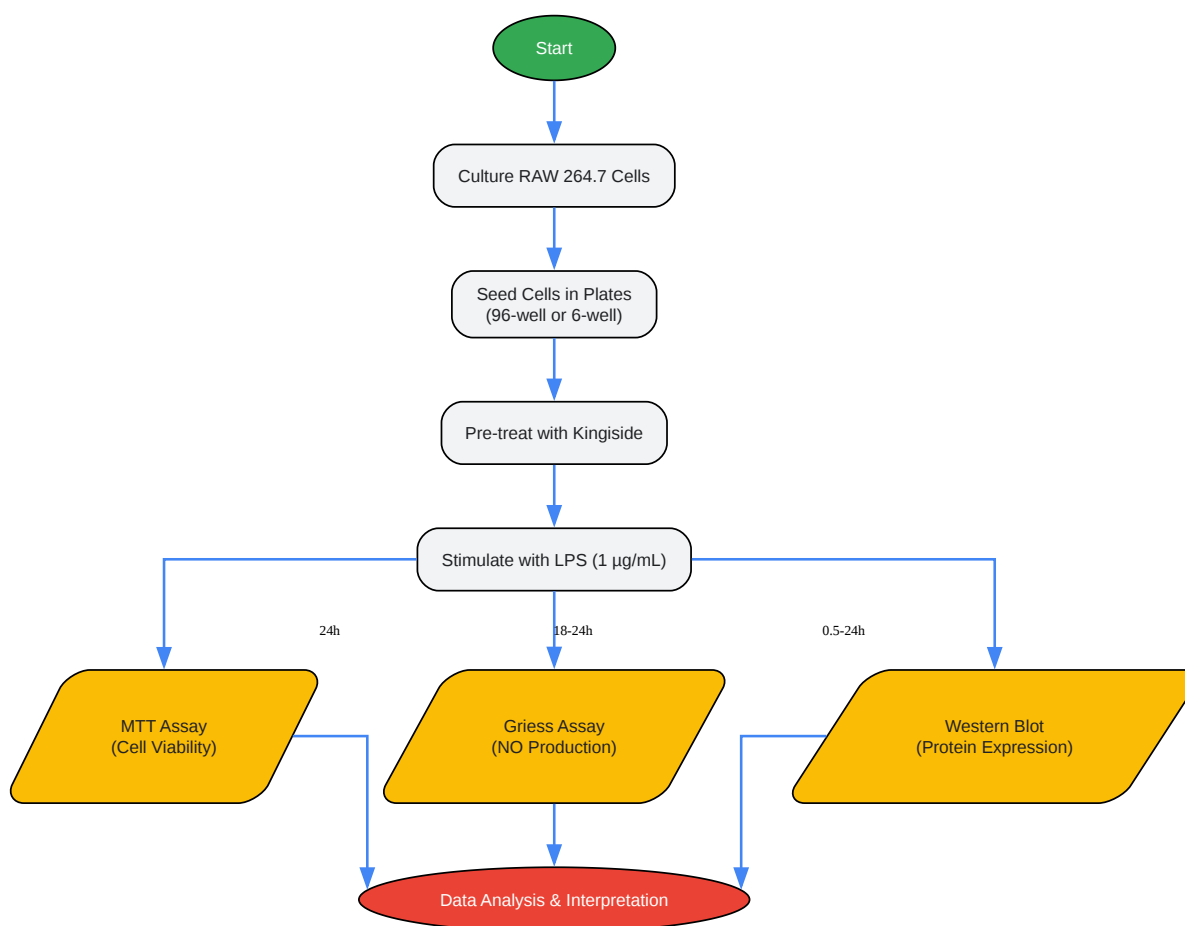 Start
Culture RAW 264.7 Cells
Seed Cells in Plates
(96-well or 6-well)
Pre-treat with Kingiside
Stimulate with LPS (1 µg/mL)
24h
18-24h
0.5-24h
MTT Assay
(Cell Viability)
Griess Assay
(NO Production)
Western Blot
(Protein Expression)
Data Analysis & Interpretation